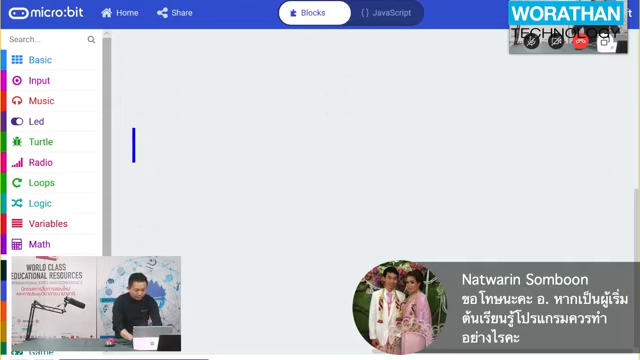 micro:bit
Home
Share
Blocks
{ } JavaScript
WORATHAN
TECHNOLOGY
Search...
Basic
Input
Music
Led
Turtle
Radio
Loops
Logic
Variables
Math
Game
WORLD CLASS
EDUCATIONAL RESOURCES
Natwarin Somboon
ขอโทษนะคะ อ. หากเป็นผู้เริ่ม
ต้นเรียนรู้โปรแกรมควรทำ
อย่างไรคะ